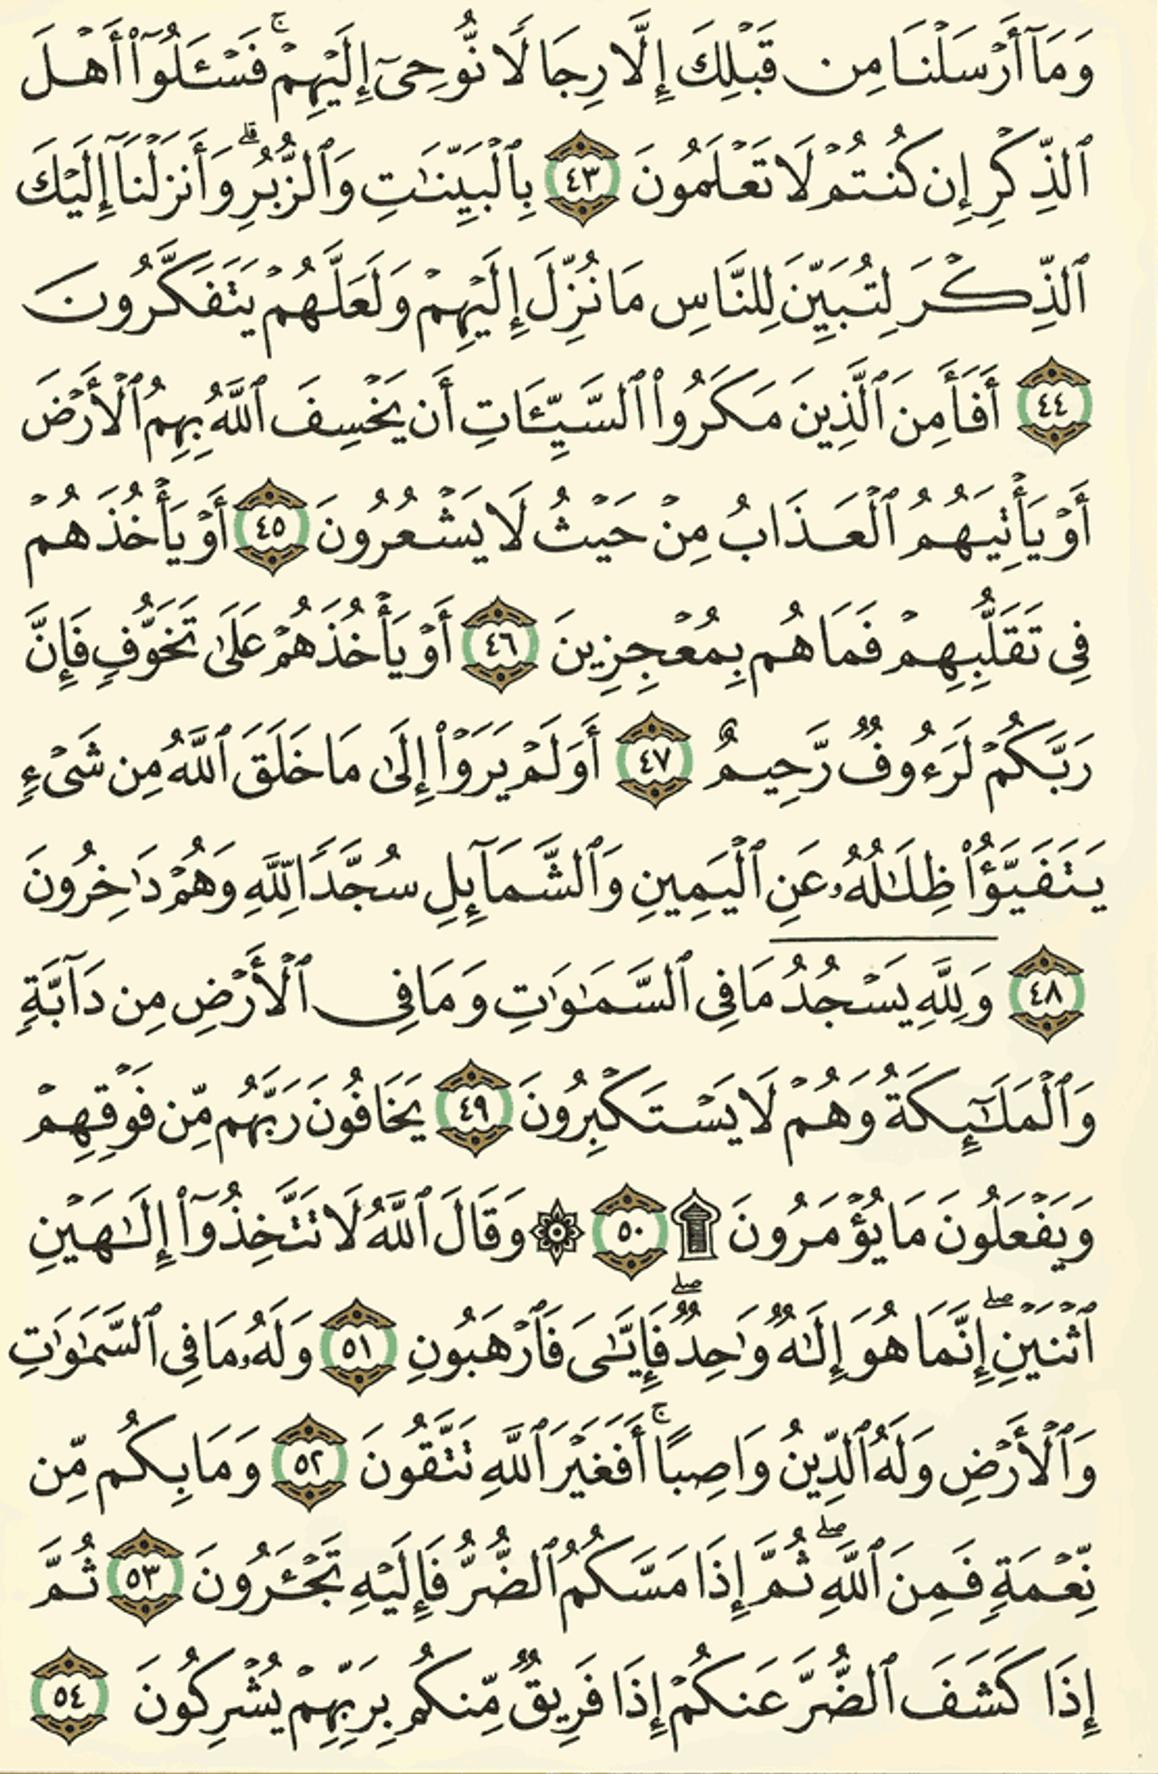 وَمَآ أَرْسَلْنَا مِن قَبْلِكَ إِلَّا رِجَالًا نُّوحِىٓ إِلَيْهِمْ ۚ فَسْـَٔلُوٓا۟ أَهْلَ
ٱلذِّكْرِ إِن كُنتُمْ لَا تَعْلَمُونَ ٤٣ بِٱلْبَيِّنَـٰتِ وَٱلزُّبُرِ ۗ وَأَنزَلْنَآ إِلَيْكَ
ٱلذِّكْرَ لِتُبَيِّنَ لِلنَّاسِ مَا نُزِّلَ إِلَيْهِمْ وَلَعَلَّهُمْ يَتَفَكَّرُونَ
٤٤ أَفَأَمِنَ ٱلَّذِينَ مَكَرُوا۟ ٱلسَّيِّـَٔاتِ أَن يَخْسِفَ ٱللَّهُ بِهِمُ ٱلْأَرْضَ
أَوْ يَأْتِيَهُمُ ٱلْعَذَابُ مِنْ حَيْثُ لَا يَشْعُرُونَ ٤٥ أَوْ يَأْخُذَهُمْ
فِى تَقَلُّبِهِمْ فَمَا هُم بِمُعْجِزِينَ ٤٦ أَوْ يَأْخُذَهُمْ عَلَىٰ تَخَوُّفٍ فَإِنَّ
رَبَّكُمْ لَرَءُوفٌ رَّحِيمٌ ٤٧ أَوَلَمْ يَرَوْا۟ إِلَىٰ مَا خَلَقَ ٱللَّهُ مِن شَىْءٍ
يَتَفَيَّؤُا۟ ظِلَـٰلُهُۥ عَنِ ٱلْيَمِينِ وَٱلشَّمَآئِلِ سُجَّدًا لِّلَّهِ وَهُمْ دَٰخِرُونَ
٤٨ وَلِلَّهِ يَسْجُدُ مَا فِى ٱلسَّمَـٰوَٰتِ وَمَا فِى ٱلْأَرْضِ مِن دَآبَّةٍ
وَٱلْمَلَـٰٓئِكَةُ وَهُمْ لَا يَسْتَكْبِرُونَ ٤٩ يَخَافُونَ رَبَّهُم مِّن فَوْقِهِمْ
وَيَفْعَلُونَ مَا يُؤْمَرُونَ ۩ ٥٠ ۞ وَقَالَ ٱللَّهُ لَا تَتَّخِذُوٓا۟ إِلَـٰهَيْنِ
ٱثْنَيْنِ ۖ إِنَّمَا هُوَ إِلَـٰهٌ وَٰحِدٌ ۖ فَإِيَّـٰىَ فَٱرْهَبُونِ ٥١ وَلَهُۥ مَا فِى ٱلسَّمَـٰوَٰتِ
وَٱلْأَرْضِ وَلَهُ ٱلدِّينُ وَاصِبًا ۚ أَفَغَيْرَ ٱللَّهِ تَتَّقُونَ ٥٢ وَمَا بِكُم مِّن
نِّعْمَةٍ فَمِنَ ٱللَّهِ ۖ ثُمَّ إِذَا مَسَّكُمُ ٱلضُّرُّ فَإِلَيْهِ تَجْـَٔرُونَ ٥٣ ثُمَّ
إِذَا كَشَفَ ٱلضُّرَّ عَنكُمْ إِذَا فَرِيقٌ مِّنكُم بِرَبِّهِمْ يُشْرِكُونَ ٥٤